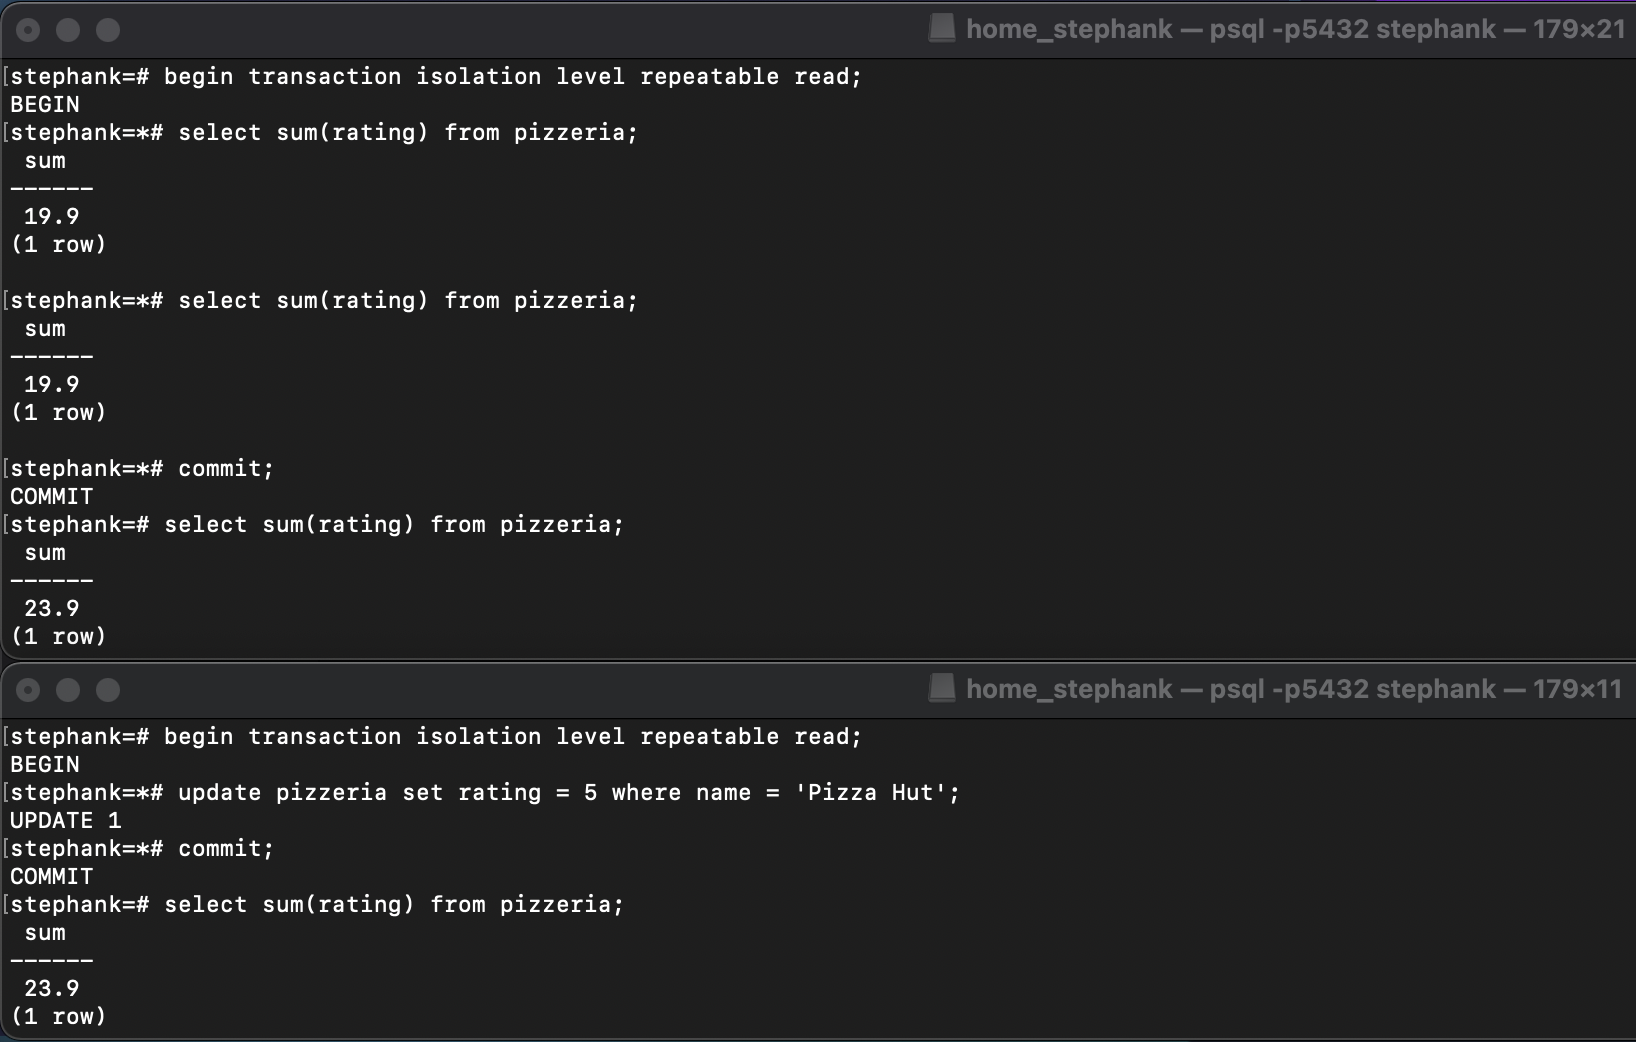 home_stephank — psql -p5432 stephank — 179×21
[stephank=# begin transaction isolation level repeatable read;
BEGIN
[stephank=*# select sum(rating) from pizzeria;
 sum
------
 19.9
(1 row)

[stephank=*# select sum(rating) from pizzeria;
 sum
------
 19.9
(1 row)

[stephank=*# commit;
COMMIT
[stephank=# select sum(rating) from pizzeria;
 sum
------
 23.9
(1 row)
home_stephank — psql -p5432 stephank — 179×11
[stephank=# begin transaction isolation level repeatable read;
BEGIN
[stephank=*# update pizzeria set rating = 5 where name = 'Pizza Hut';
UPDATE 1
[stephank=*# commit;
COMMIT
[stephank=# select sum(rating) from pizzeria;
 sum
------
 23.9
(1 row)